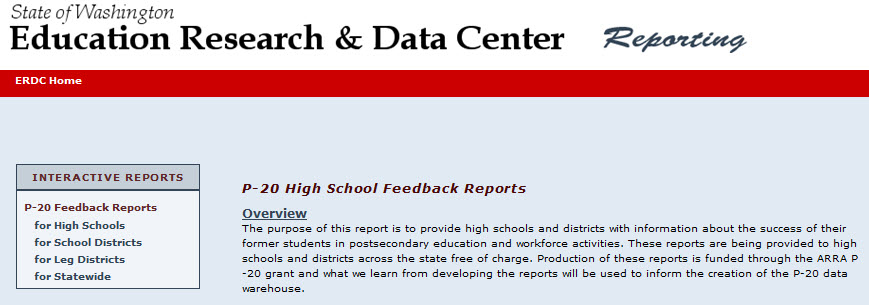 State of Washington
Education Research & Data Center Reporting
ERDC Home
INTERACTIVE REPORTS
P-20 Feedback Reports
for High Schools
for School Districts
for Leg Districts
for Statewide
P-20 High School Feedback Reports
Overview
The purpose of this report is to provide high schools and districts with information about the success of their
former students in postsecondary education and workforce activities. These reports are being provided to high
schools and districts across the state free of charge. Production of these reports is funded through the ARRA P
-20 grant and what we learn from developing the reports will be used to inform the creation of the P-20 data
warehouse.